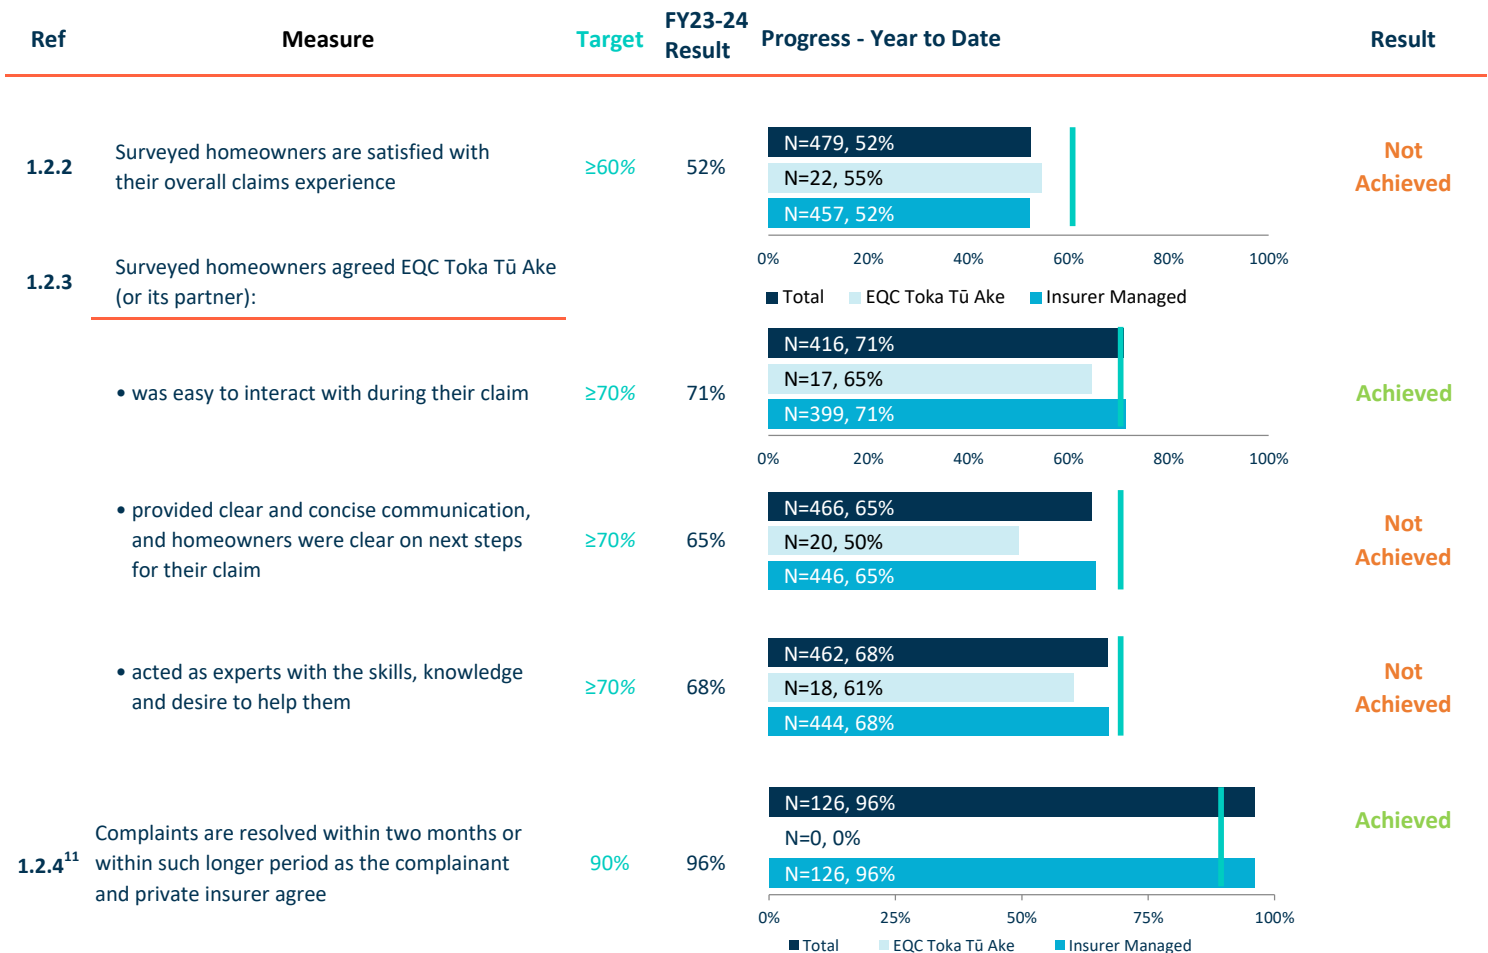 Ref
Measure
Target
FY23-24
Result
Progress - Year to Date
Result
1.2.2
Surveyed homeowners are satisfied with
their overall claims experience
≥60%
52%
N=479, 52%
N=22, 55%
N=457, 52%
0% 20% 40% 60% 80% 100%
Total EQC Toka Tū Ake Insurer Managed
Not
Achieved
1.2.3
Surveyed homeowners agreed EQC Toka Tū Ake
(or its partner):
• was easy to interact with during their claim
≥70%
71%
N=416, 71%
N=17, 65%
N=399, 71%
0% 20% 40% 60% 80% 100%
Achieved
• provided clear and concise communication,
and homeowners were clear on next steps
for their claim
≥70%
65%
N=466, 65%
N=20, 50%
N=446, 65%
Not
Achieved
• acted as experts with the skills, knowledge
and desire to help them
≥70%
68%
N=462, 68%
N=18, 61%
N=444, 68%
Not
Achieved
1.2.4¹¹
Complaints are resolved within two months or
within such longer period as the complainant
and private insurer agree
90%
96%
N=126, 96%
N=0, 0%
N=126, 96%
0% 25% 50% 75% 100%
Total EQC Toka Tū Ake Insurer Managed
Achieved